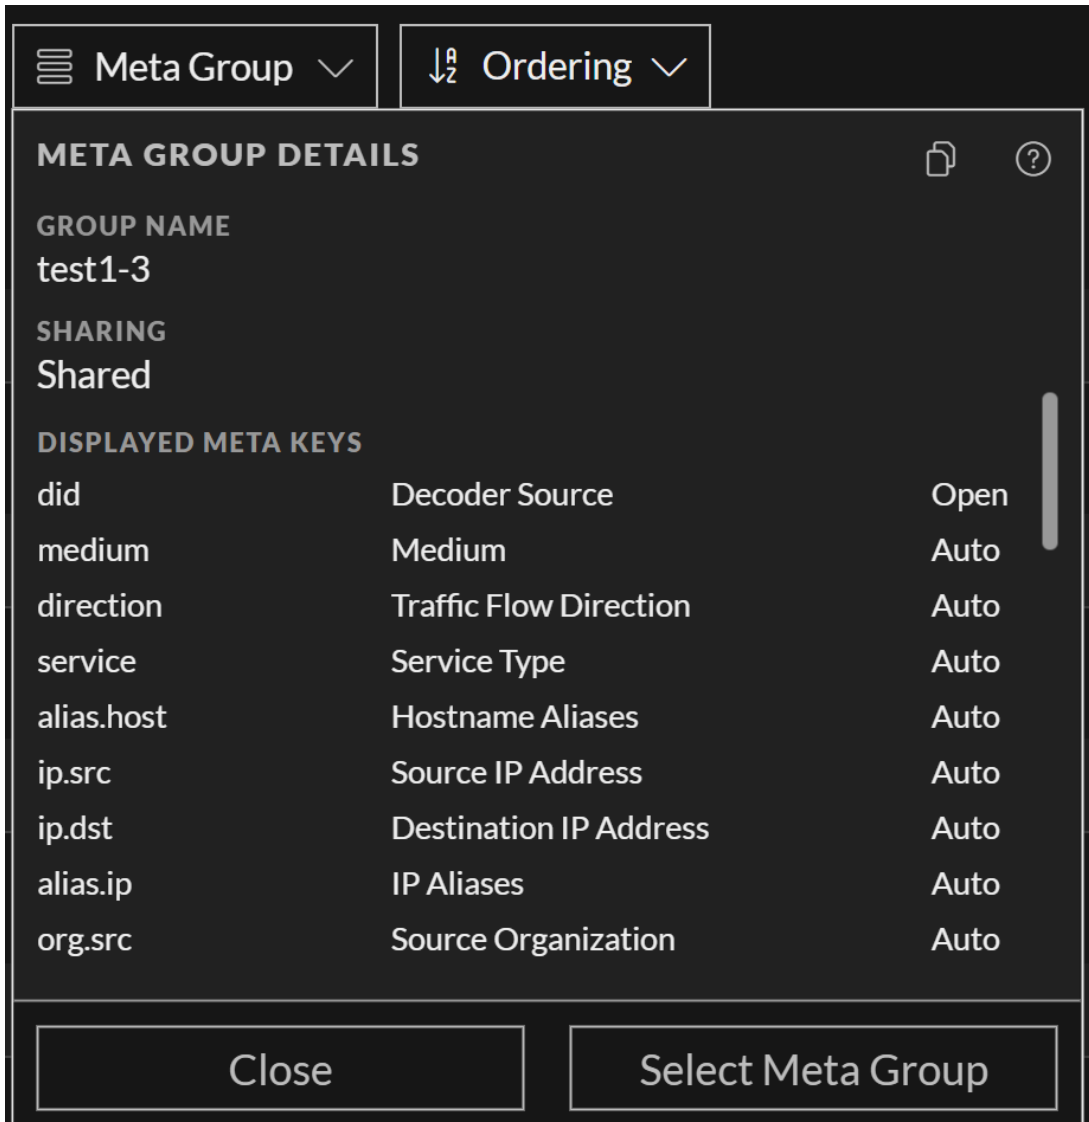 Meta Group
Ordering
META GROUP DETAILS
GROUP NAME
test1-3
SHARING
Shared
DISPLAYED META KEYS
did Decoder Source Open
medium Medium Auto
direction Traffic Flow Direction Auto
service Service Type Auto
alias.host Hostname Aliases Auto
ip.src Source IP Address Auto
ip.dst Destination IP Address Auto
alias.ip IP Aliases Auto
org.src Source Organization Auto
Close Select Meta Group